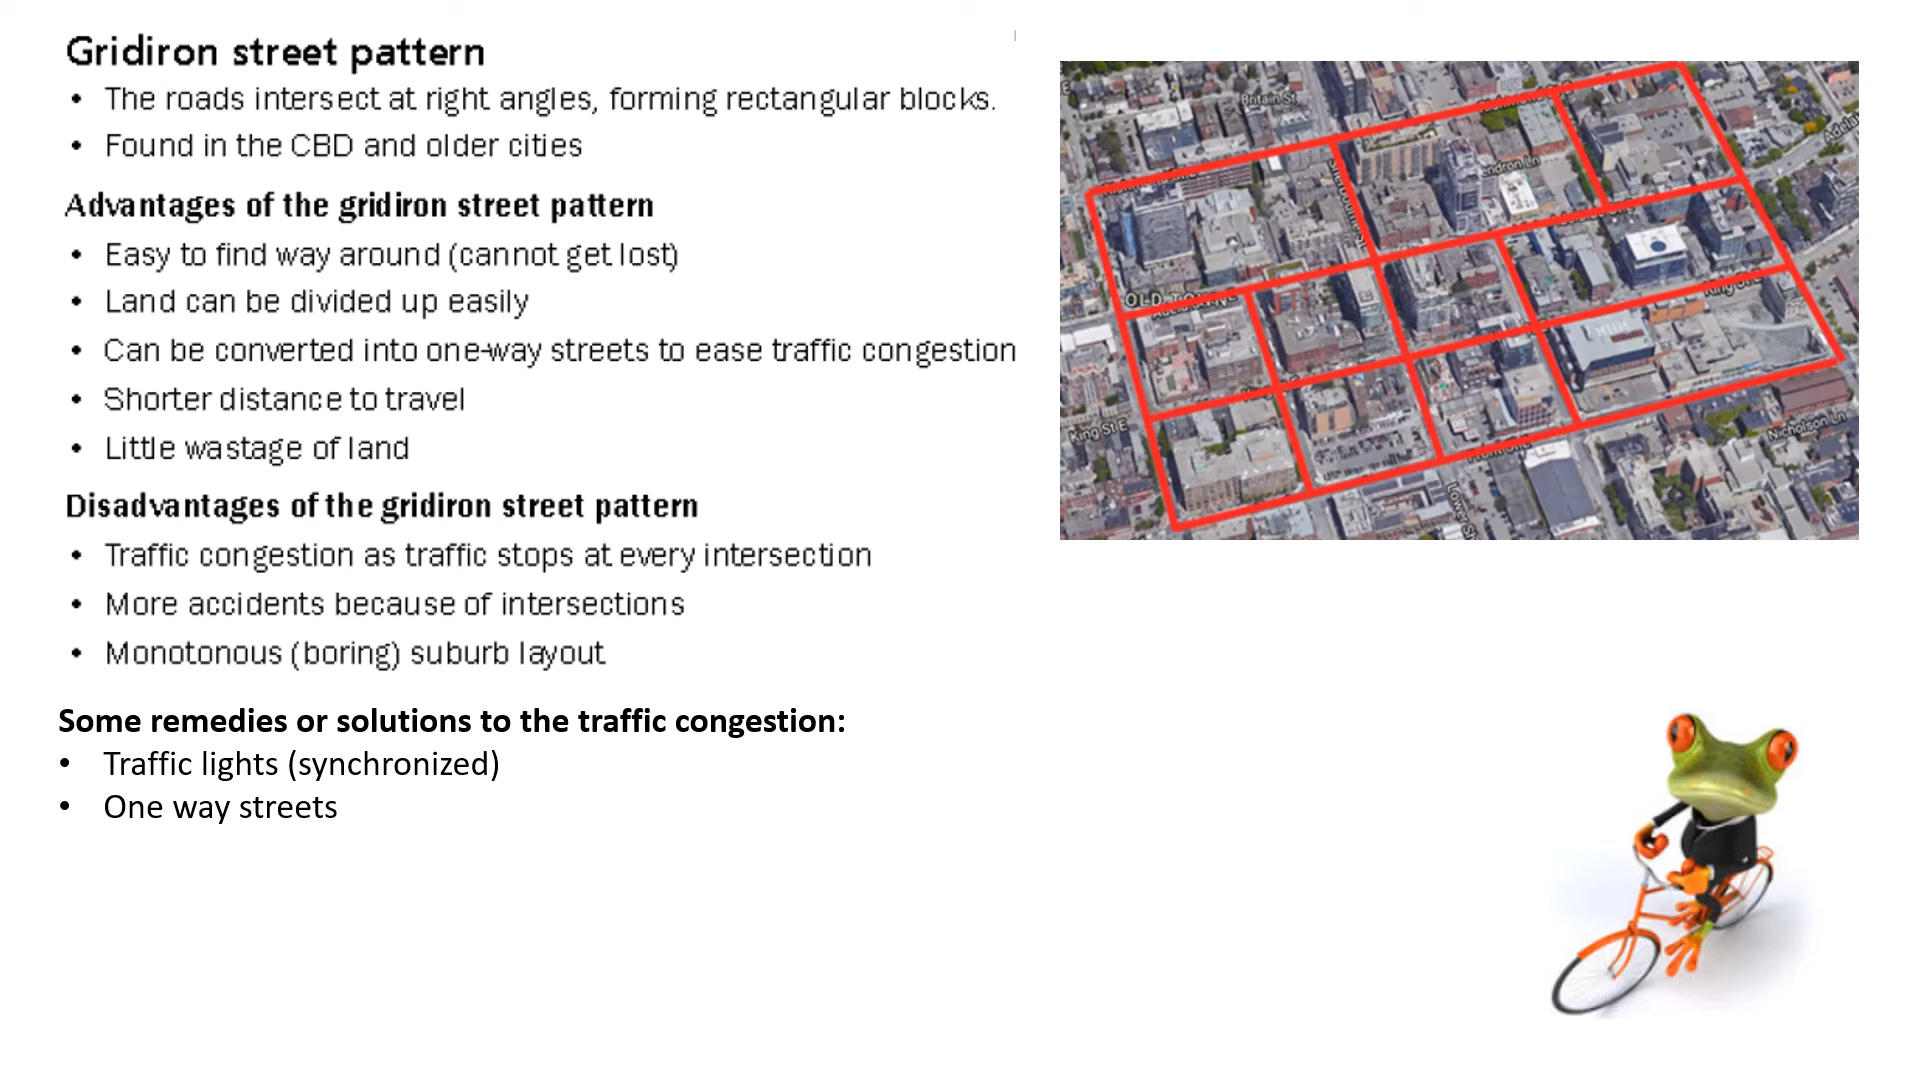 Gridiron street pattern
• The roads intersect at right angles, forming rectangular blocks.
• Found in the CBD and older cities
Advantages of the gridiron street pattern
• Easy to find way around (cannot get lost)
• Land can be divided up easily
• Can be converted into one-way streets to ease traffic congestion
• Shorter distance to travel
• Little wastage of land
Disadvantages of the gridiron street pattern
• Traffic congestion as traffic stops at every intersection
• More accidents because of intersections
• Monotonous (boring) suburb layout
Some remedies or solutions to the traffic congestion:
• Traffic lights (synchronized)
• One way streets
Britain St
OLD TOWN
King St E
Nicholson Ln